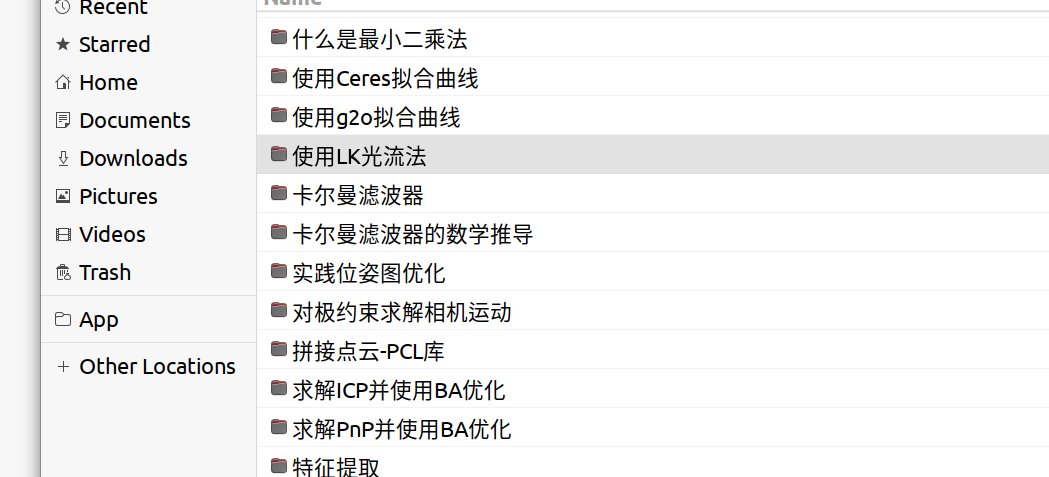 Recent
Starred
Home
Documents
Downloads
Pictures
Videos
Trash
App
Other Locations
Name
什么是最小二乘法
使用Ceres拟合曲线
使用g2o拟合曲线
使用LK光流法
卡尔曼滤波器
卡尔曼滤波器的数学推导
实践位姿图优化
对极约束求解相机运动
拼接点云-PCL库
求解ICP并使用BA优化
求解PnP并使用BA优化
特征提取